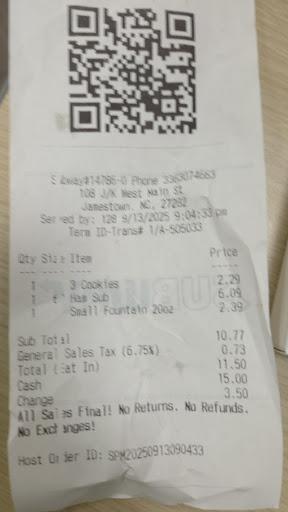 Subway#14786-0 Phone 3363074663
108 J/K West Main St.
Jamestown, NC, 27282
Served by: 128 9/13/2025 9:04:33 pm
Term ID-Trans# 1/A-505033
Qty Size Item Price
1 3 Cookies 2.29
1 Ham Sub 6.09
1 Small Fountain 20oz 2.39
Sub Total 10.77
General Sales Tax (6.75%) 0.73
Total (Eat In) 11.50
Cash 15.00
Change 3.50
All Sales Final! No Returns. No Refunds.
No Exchanges!
Host Order ID: SPM20250913090433